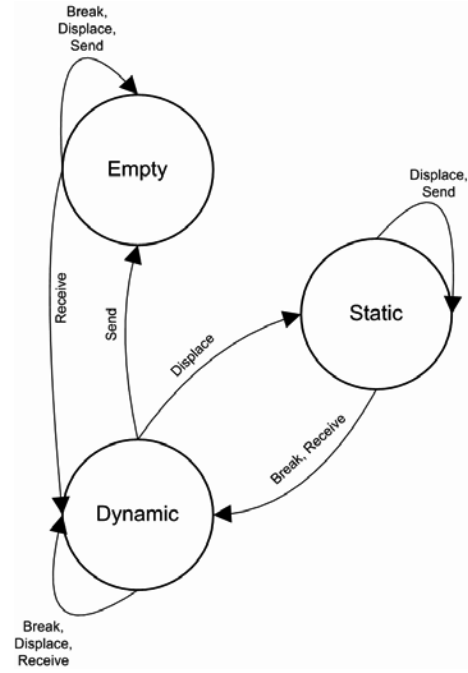 Break,
Displace,
Send
Empty
Displace,
Send
Receive
Send
Static
Displace
Break, Receive
Dynamic
Break,
Displace,
Receive